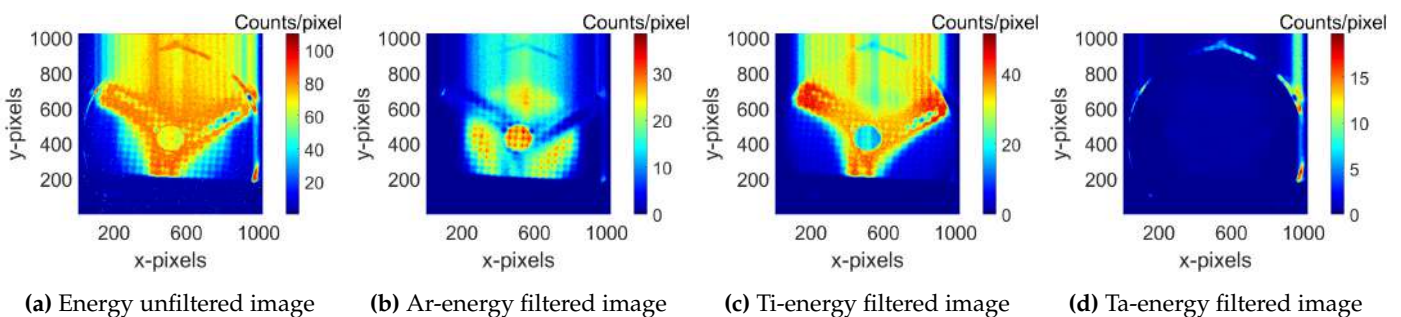 Counts/pixel
1000
800
600
400
200
y-pixels
200 600 1000
x-pixels
100
80
60
40
20
(a) Energy unfiltered image
Counts/pixel
1000
800
600
400
200
y-pixels
200 600 1000
x-pixels
30
20
10
0
(b) Ar-energy filtered image
Counts/pixel
1000
800
600
400
200
y-pixels
200 600 1000
x-pixels
40
20
0
(c) Ti-energy filtered image
Counts/pixel
1000
800
600
400
200
y-pixels
200 600 1000
x-pixels
15
10
5
0
(d) Ta-energy filtered image